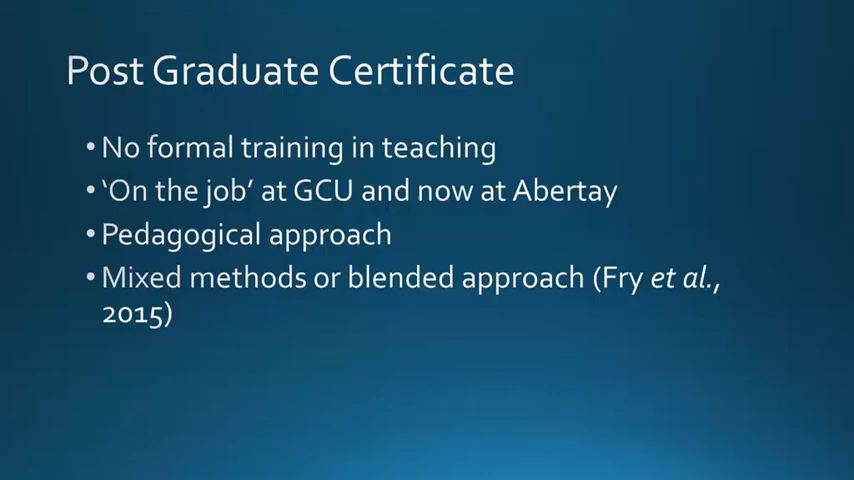 Post Graduate Certificate
• No formal training in teaching
• ‘On the job’ at GCU and now at Abertay
• Pedagogical approach
• Mixed methods or blended approach (Fry et al.,
2015)